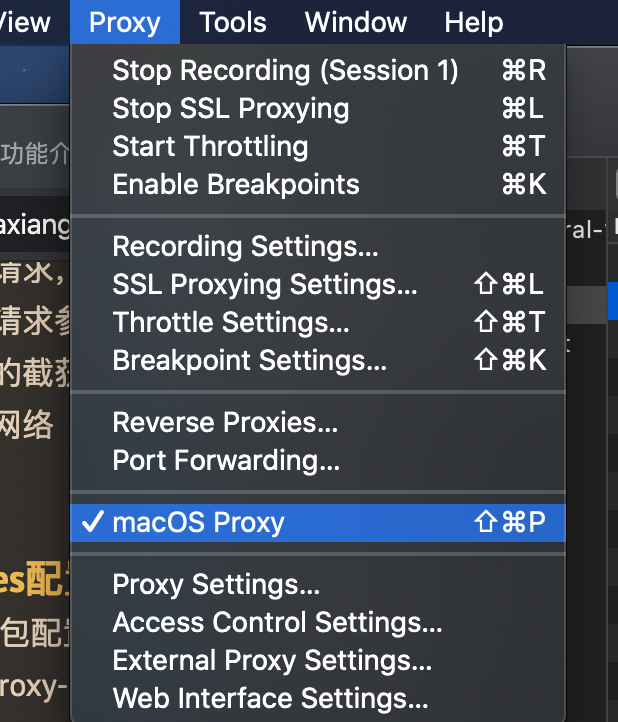 View Proxy Tools Window Help
Stop Recording (Session 1) ⌘R
Stop SSL Proxying ⌘L
Start Throttling ⌘T
Enable Breakpoints ⌘K
功能介
Recording Settings...
axiang
ral-
SSL Proxying Settings... ⇧⌘L
请求，
Throttle Settings... ⇧⌘T
请求参
Breakpoint Settings... ⇧⌘K
的截获
Reverse Proxies...
网络
Port Forwarding...
✓ macOS Proxy ⇧⌘P
Proxy Settings...
es配置
Access Control Settings...
包配置
External Proxy Settings...
roxy-
Web Interface Settings...